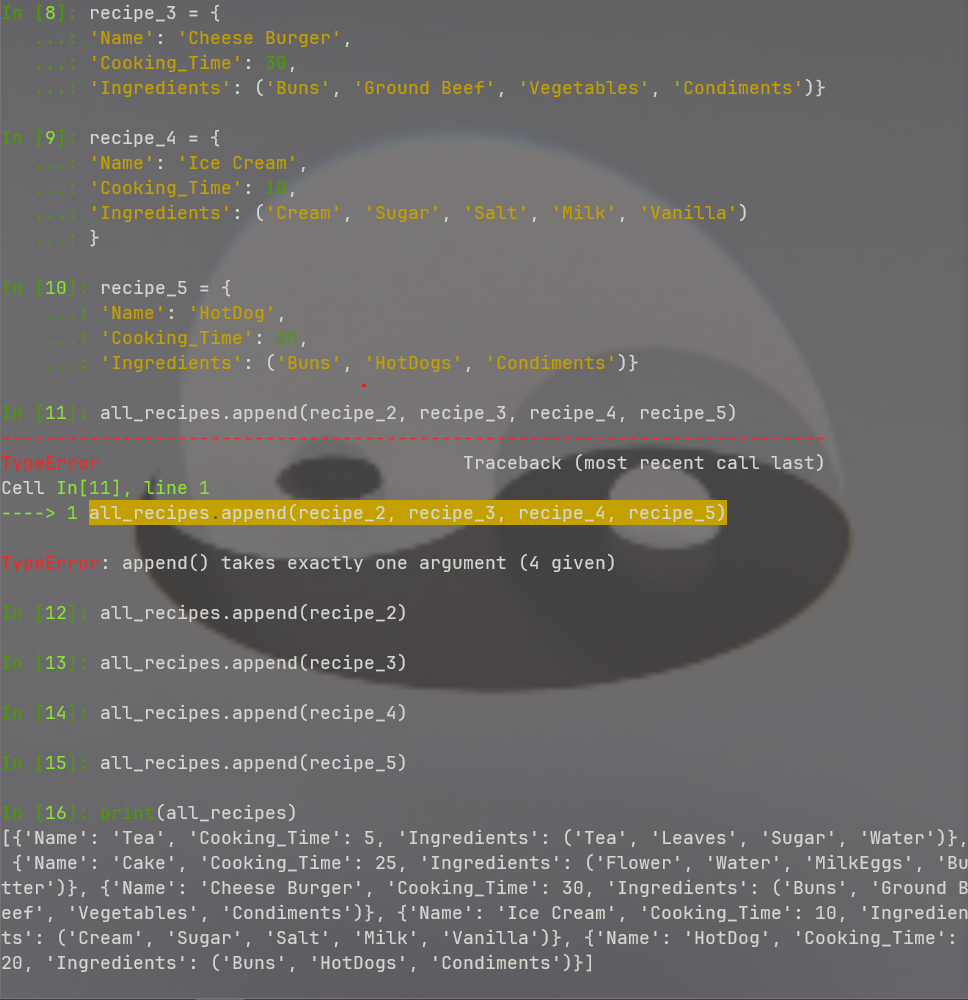 In [8]: recipe_3 = {
   ...: 'Name': 'Cheese Burger',
   ...: 'Cooking_Time': 30,
   ...: 'Ingredients': ('Buns', 'Ground Beef', 'Vegetables', 'Condiments')}
In [9]: recipe_4 = {
   ...: 'Name': 'Ice Cream',
   ...: 'Cooking_Time': 10,
   ...: 'Ingredients': ('Cream', 'Sugar', 'Salt', 'Milk', 'Vanilla')
   ...: }
In [10]: recipe_5 = {
    ...: 'Name': 'HotDog',
    ...: 'Cooking_Time': 20,
    ...: 'Ingredients': ('Buns', 'HotDogs', 'Condiments')}
In [11]: all_recipes.append(recipe_2, recipe_3, recipe_4, recipe_5)
---------------------------------------------------------------------------
TypeError                                 Traceback (most recent call last)
Cell In[11], line 1
----> 1 all_recipes.append(recipe_2, recipe_3, recipe_4, recipe_5)
TypeError: append() takes exactly one argument (4 given)
In [12]: all_recipes.append(recipe_2)
In [13]: all_recipes.append(recipe_3)
In [14]: all_recipes.append(recipe_4)
In [15]: all_recipes.append(recipe_5)
In [16]: print(all_recipes)
[{'Name': 'Tea', 'Cooking_Time': 5, 'Ingredients': ('Tea', 'Leaves', 'Sugar', 'Water')},
 {'Name': 'Cake', 'Cooking_Time': 25, 'Ingredients': ('Flower', 'Water', 'MilkEggs', 'Bu
tter')}, {'Name': 'Cheese Burger', 'Cooking_Time': 30, 'Ingredients': ('Buns', 'Ground B
eef', 'Vegetables', 'Condiments')}, {'Name': 'Ice Cream', 'Cooking_Time': 10, 'Ingredien
ts': ('Cream', 'Sugar', 'Salt', 'Milk', 'Vanilla')}, {'Name': 'HotDog', 'Cooking_Time':
20, 'Ingredients': ('Buns', 'HotDogs', 'Condiments')}]